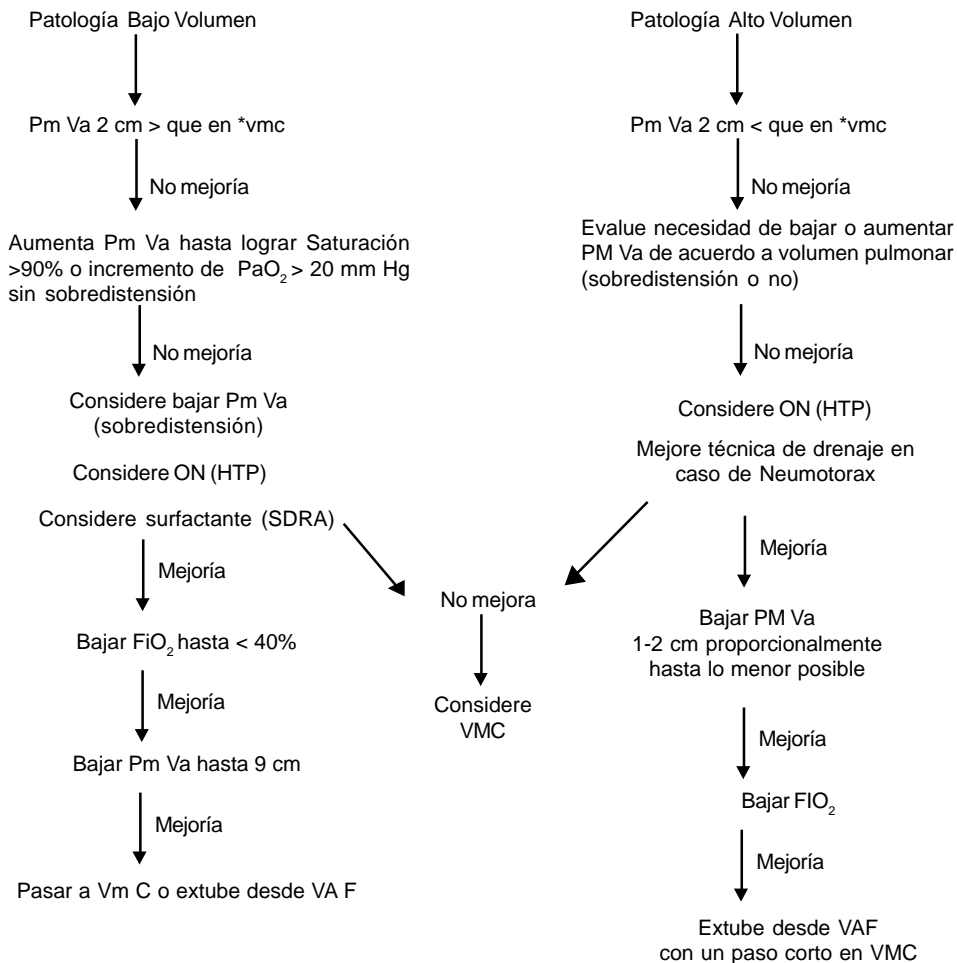 Patología Bajo Volumen
Pm Va 2 cm > que en *vmc
No mejoría
Aumenta Pm Va hasta lograr Saturación
>90% o incremento de PaO2 > 20 mm Hg
sin sobredistensión
No mejoría
Considere bajar Pm Va
(sobredistensión)
Considere ON (HTP)
Considere surfactante (SDRA)
Mejoría
Bajar FiO2 hasta < 40%
Mejoría
Bajar Pm Va hasta 9 cm
Mejoría
Pasar a Vm C o extube desde VA F
No mejora
Considere
VMC
Patología Alto Volumen
Pm Va 2 cm < que en *vmc
No mejoría
Evalue necesidad de bajar o aumentar
PM Va de acuerdo a volumen pulmonar
(sobredistensión o no)
No mejoría
Considere ON (HTP)
Mejore técnica de drenaje en
caso de Neumotorax
Mejoría
Bajar PM Va
1-2 cm proporcionalmente
hasta lo menor posible
Mejoría
Bajar FIO2
Mejoría
Extube desde VAF
con un paso corto en VMC